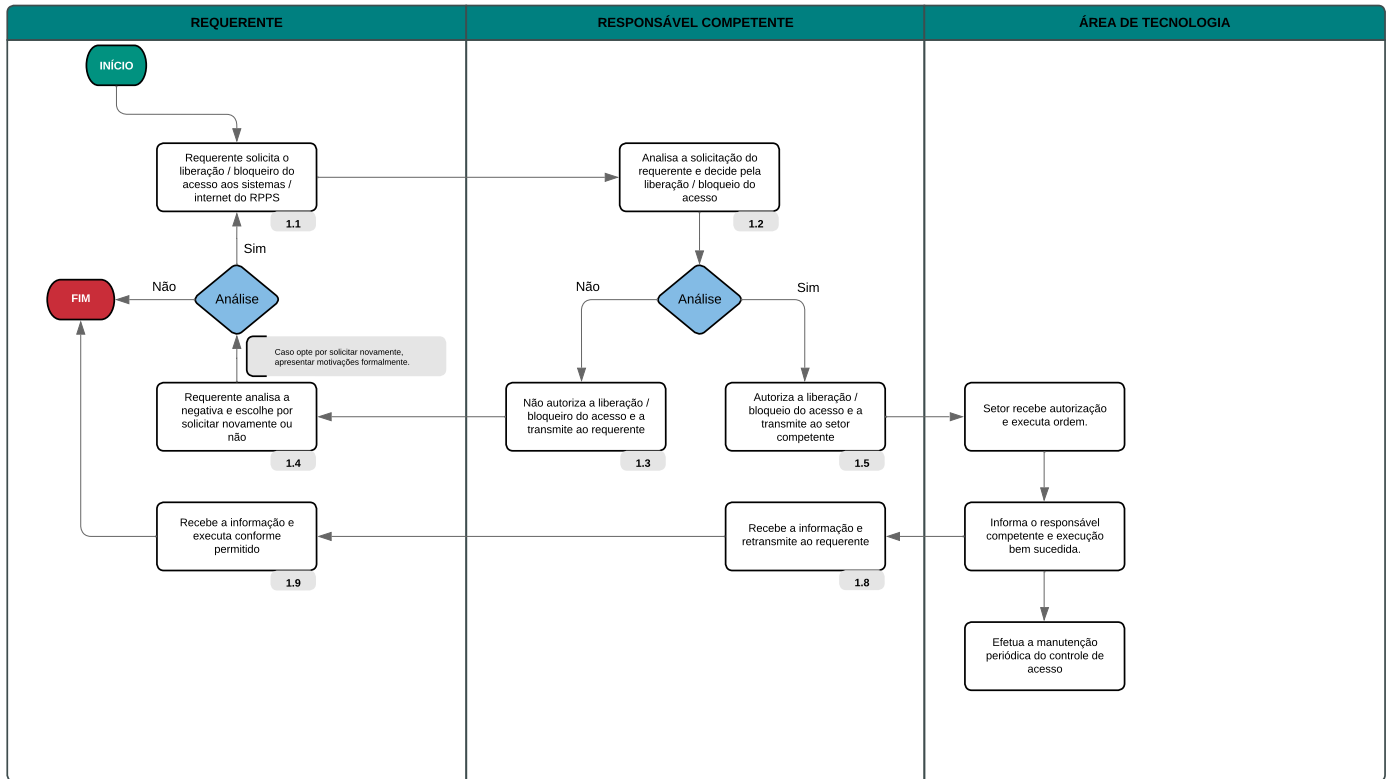 REQUERENTE
RESPONSÁVEL COMPETENTE
ÁREA DE TECNOLOGIA
INÍCIO
Requerente solicita o
liberação / bloqueiro do
acesso aos sistemas /
internet do RPPS
1.1
Analisa a solicitação do
requerente e decide pela
liberação / bloqueio do
acesso
1.2
Sim
Não
FIM
Análise
Não
Análise
Sim
Caso opte por solicitar novamente,
apresentar motivações formalmente.
Requerente analisa a
negativa e escolhe por
solicitar novamente ou
não
1.4
Não autoriza a liberação /
bloqueiro do acesso e a
transmite ao requerente
1.3
Autoriza a liberação /
bloqueio do acesso e a
transmite ao setor
competente
1.5
Setor recebe autorização
e executa ordem.
Recebe a informação e
executa conforme
permitido
1.9
Recebe a informação e
retransmite ao requerente
1.8
Informa o responsável
competente e execução
bem sucedida.
Efetua a manutenção
periódica do controle de
acesso